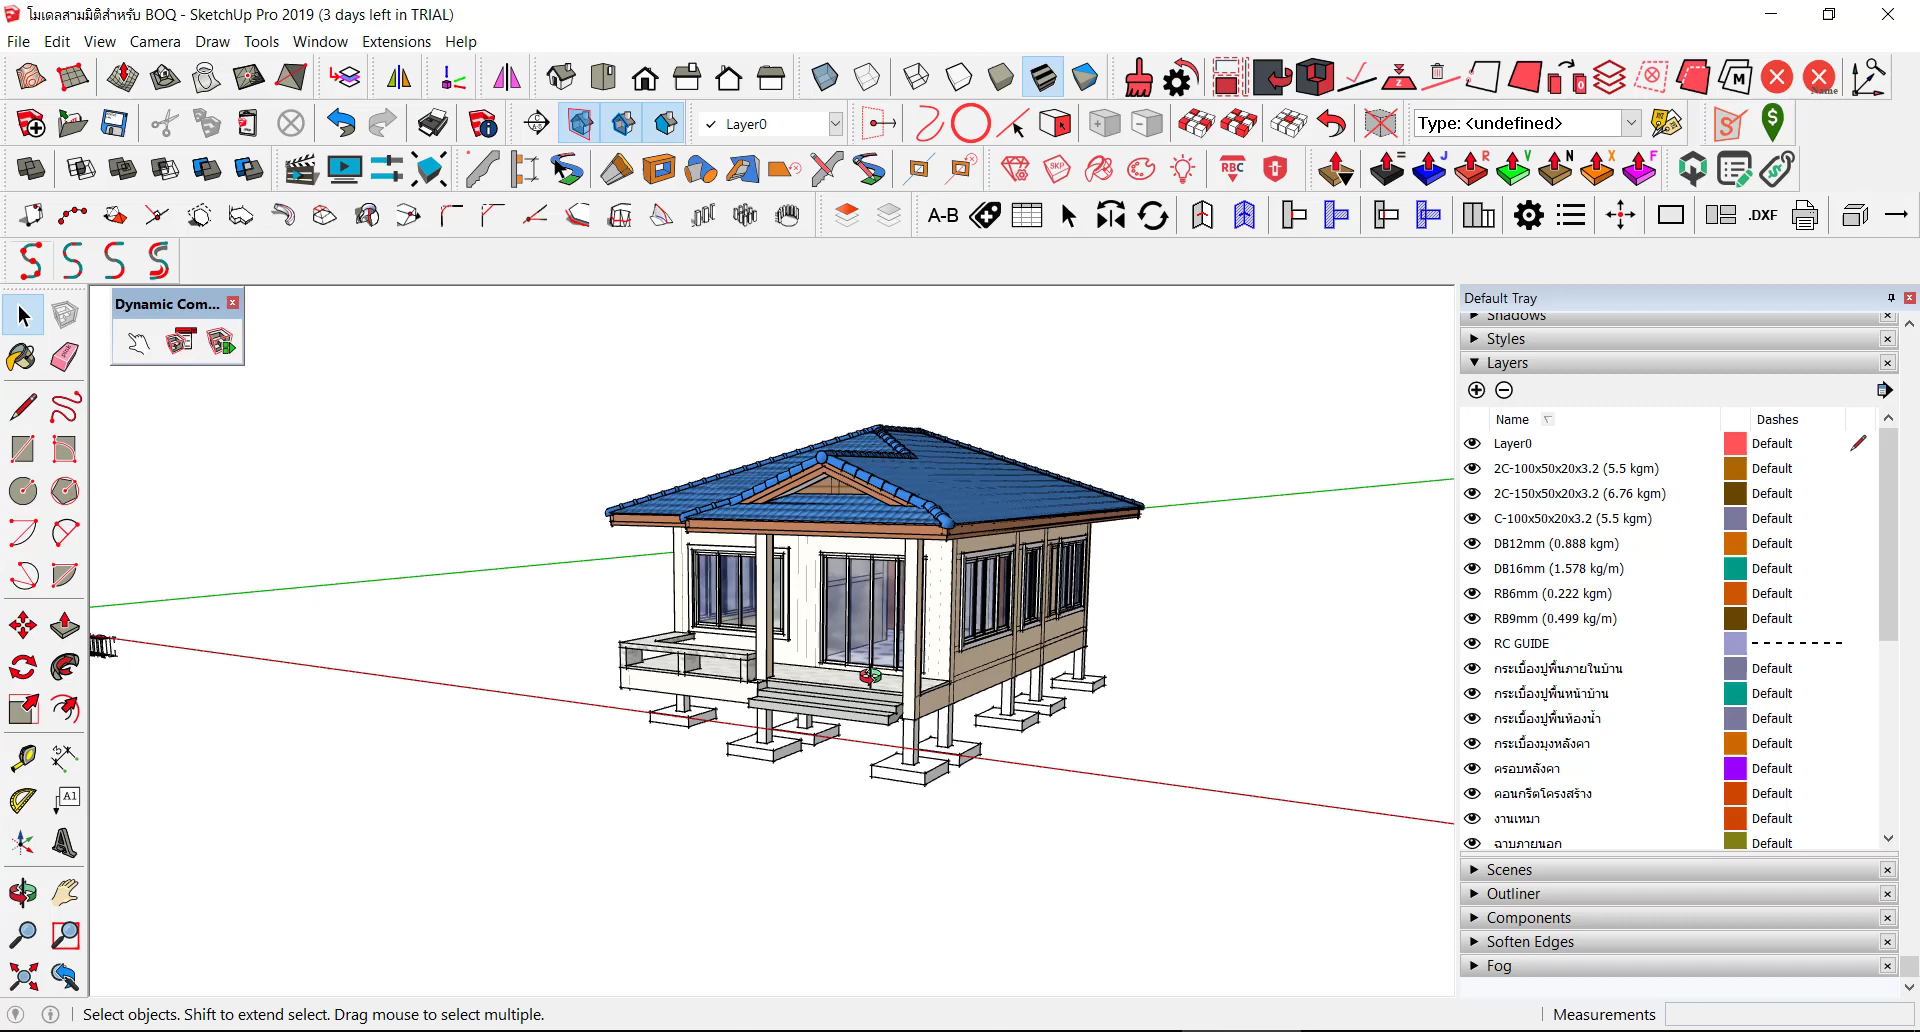 โมเดลสามมิติสำหรับ BOQ - SketchUp Pro 2019 (3 days left in TRIAL)
File Edit View Camera Draw Tools Window Extensions Help
Layer0
Type: <undefined>
RBC
A-B
.DXF
Dynamic Com...
Default Tray
Shadows
Styles
Layers
Name Dashes
Layer0 Default
2C-100x50x20x3.2 (5.5 kgm) Default
2C-150x50x20x3.2 (6.76 kgm) Default
C-100x50x20x3.2 (5.5 kgm) Default
DB12mm (0.888 kgm) Default
DB16mm (1.578 kg/m) Default
RB6mm (0.222 kgm) Default
RB9mm (0.499 kg/m) Default
RC GUIDE
กระเบื้องปูพื้นภายในบ้าน Default
กระเบื้องปูพื้นหน้าบ้าน Default
กระเบื้องปูพื้นห้องน้ำ Default
กระเบื้องมุงหลังคา Default
ครอบหลังคา Default
คอนกรีตโครงสร้าง Default
งานเหมา Default
ฉาบภายนอก Default
Scenes
Outliner
Components
Soften Edges
Fog
Select objects. Shift to extend select. Drag mouse to select multiple.
Measurements